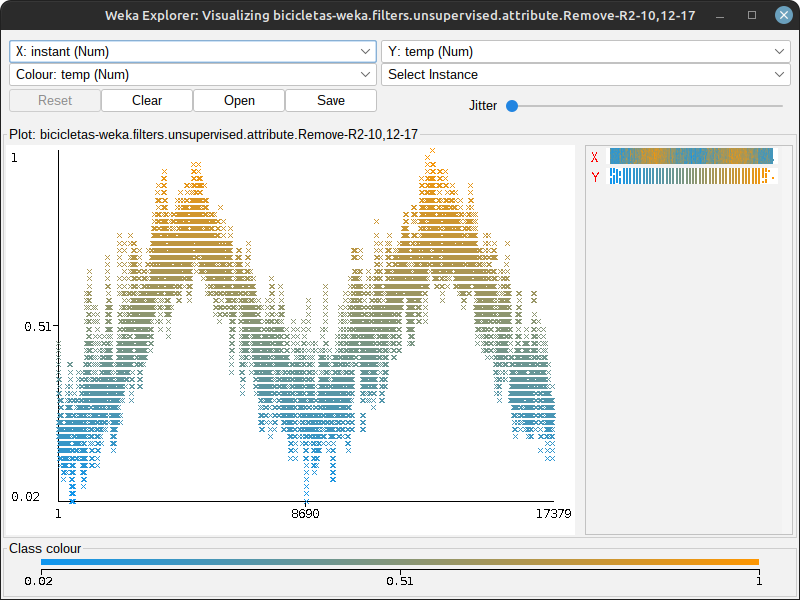 Weka Explorer: Visualizing bicicletas-weka.filters.unsupervised.attribute.Remove-R2-10,12-17
X: instant (Num) Y: temp (Num)
Colour: temp (Num) Select Instance
Reset Clear Open Save Jitter
Plot: bicicletas-weka.filters.unsupervised.attribute.Remove-R2-10,12-17
1
X
Y
0.51
0.02
1 8690 17379
Class colour
0.02 0.51 1